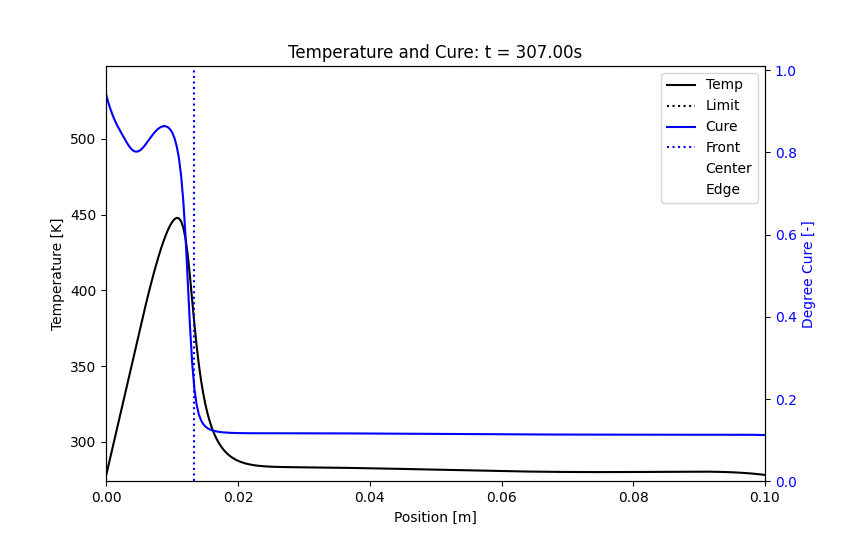 Temperature and Cure: t = 307.00s
Temp
Limit
Cure
Front
Center
Edge
Temperature [K]
500
450
400
350
300
Degree Cure [-]
1.0
0.8
0.6
0.4
0.2
0.0
0.00 0.02 0.04 0.06 0.08 0.10
Position [m]